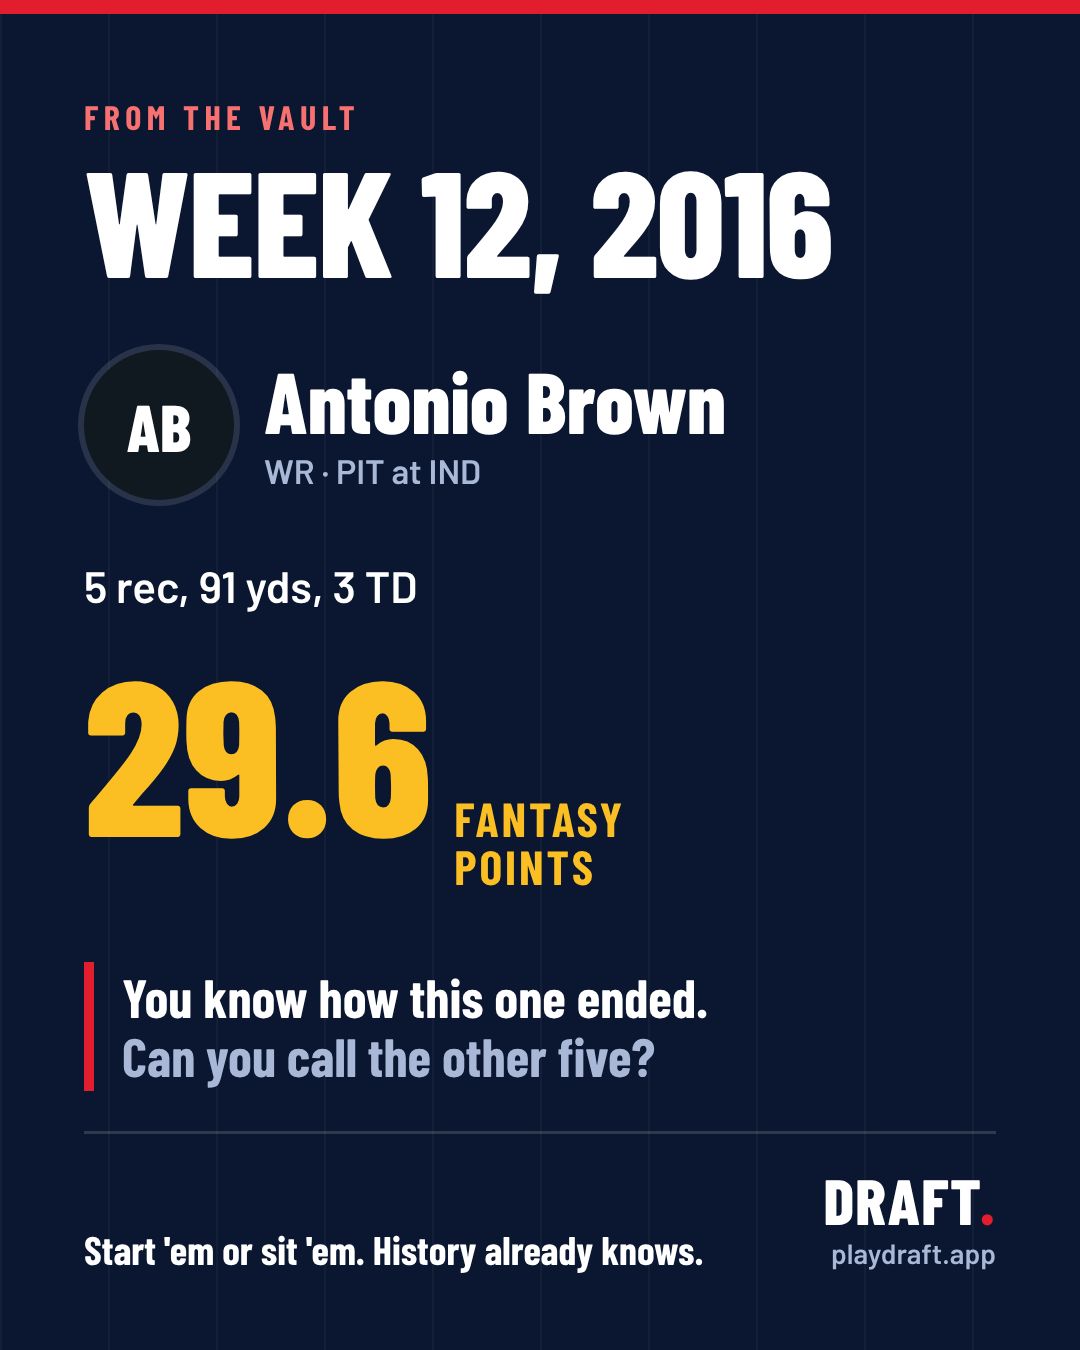 FROM THE VAULT
WEEK 12, 2016
AB
Antonio Brown
WR · PIT at IND
5 rec, 91 yds, 3 TD
29.6
FANTASY
POINTS
You know how this one ended.
Can you call the other five?
DRAFT.
Start 'em or sit 'em. History already knows.
playdraft.app